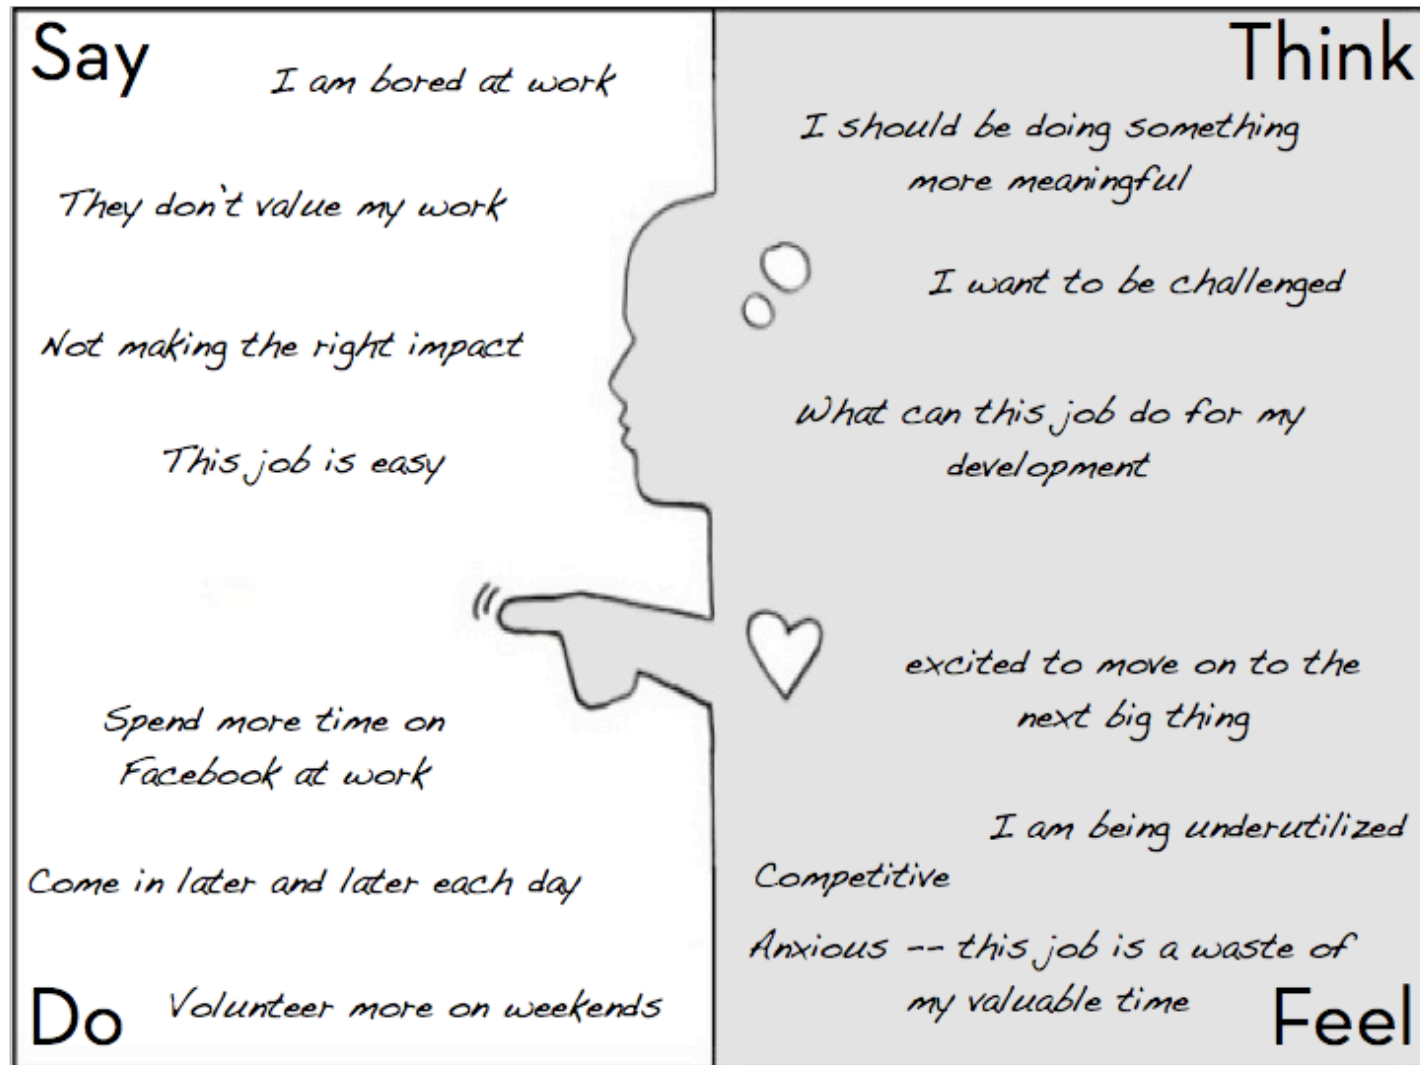 Say
I am bored at work
They don't value my work
Not making the right impact
This job is easy
Think
I should be doing something
more meaningful
I want to be challenged
What can this job do for my
development
Spend more time on
Facebook at work
Come in later and later each day
Volunteer more on weekends
Do
excited to move on to the
next big thing
I am being underutilized
Competitive
Anxious -- this job is a waste of
my valuable time
Feel